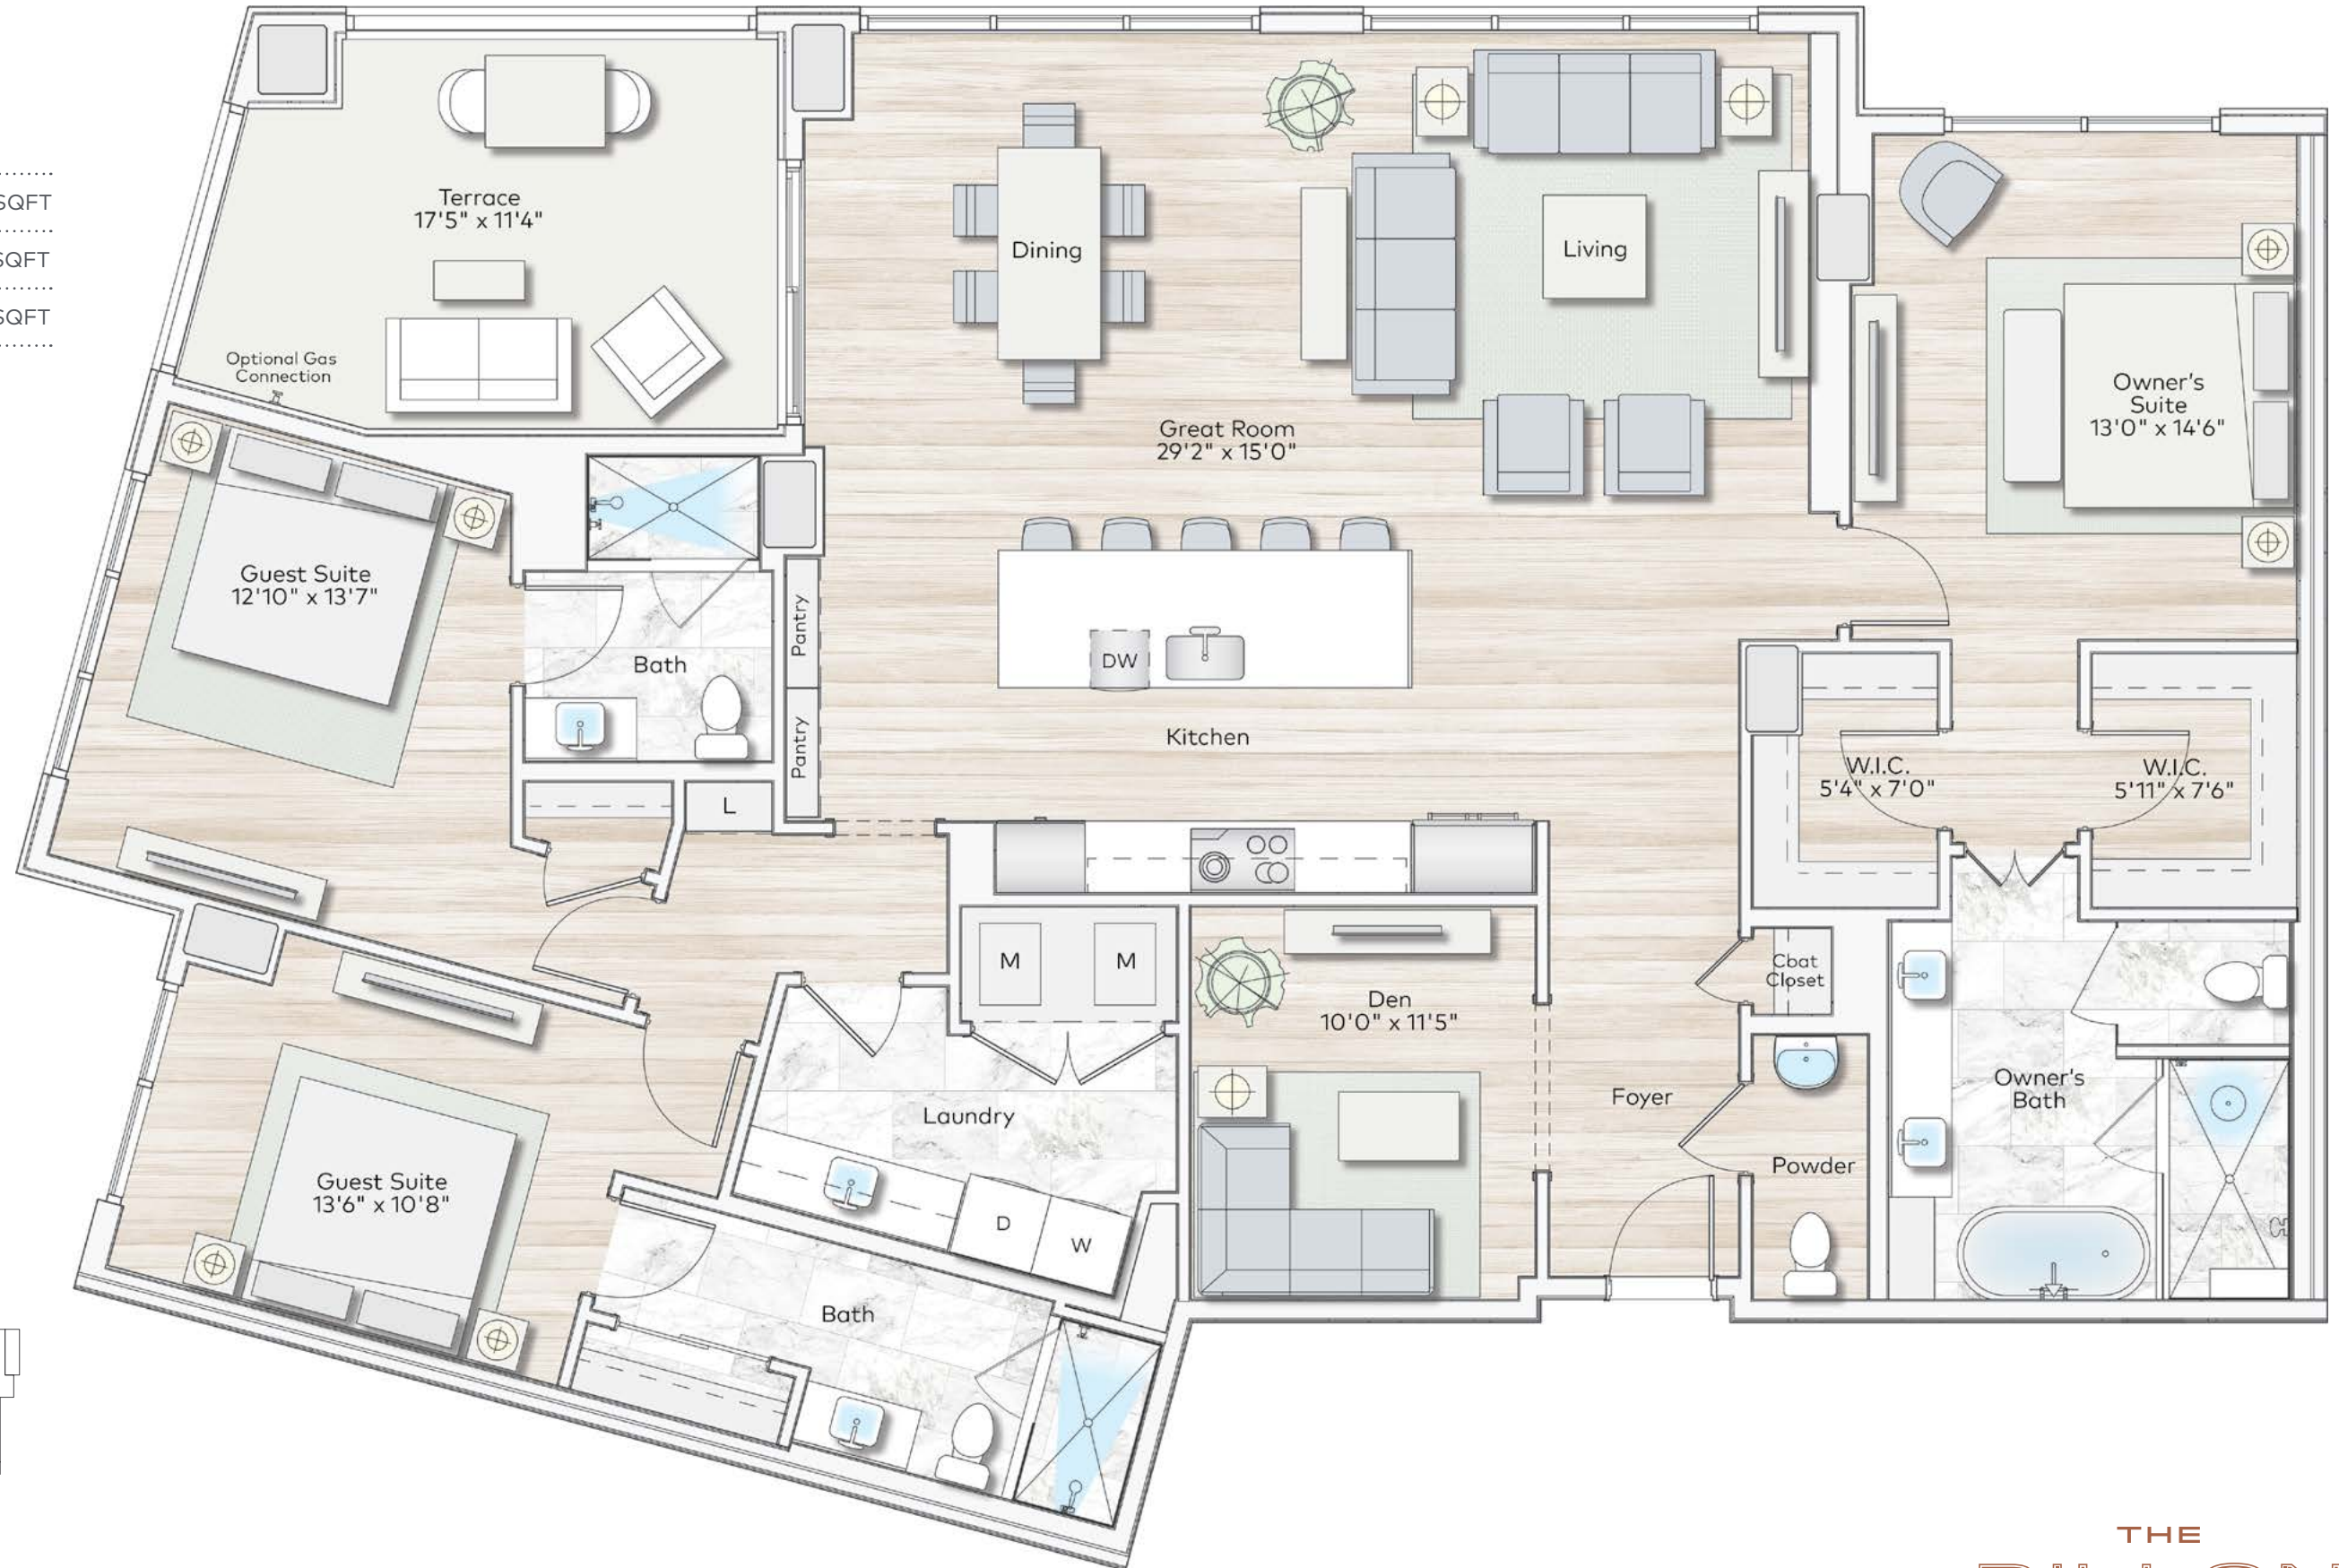 SQFT
SQFT
SQFT
Terrace
17'5" x 11'4"
Optional Gas
Connection
Dining
Living
Great Room
29'2" x 15'0"
Owner's
Suite
13'0" x 14'6"
Guest Suite
12'10" x 13'7"
Bath
Pantry
Pantry
DW
Kitchen
L
W.I.C.
5'4" x 7'0"
W.I.C.
5'11" x 7'6"
M
M
Den
10'0" x 11'5"
Coat
Closet
Foyer
Powder
Owner's
Bath
Laundry
D
W
Guest Suite
13'6" x 10'8"
Bath
THE